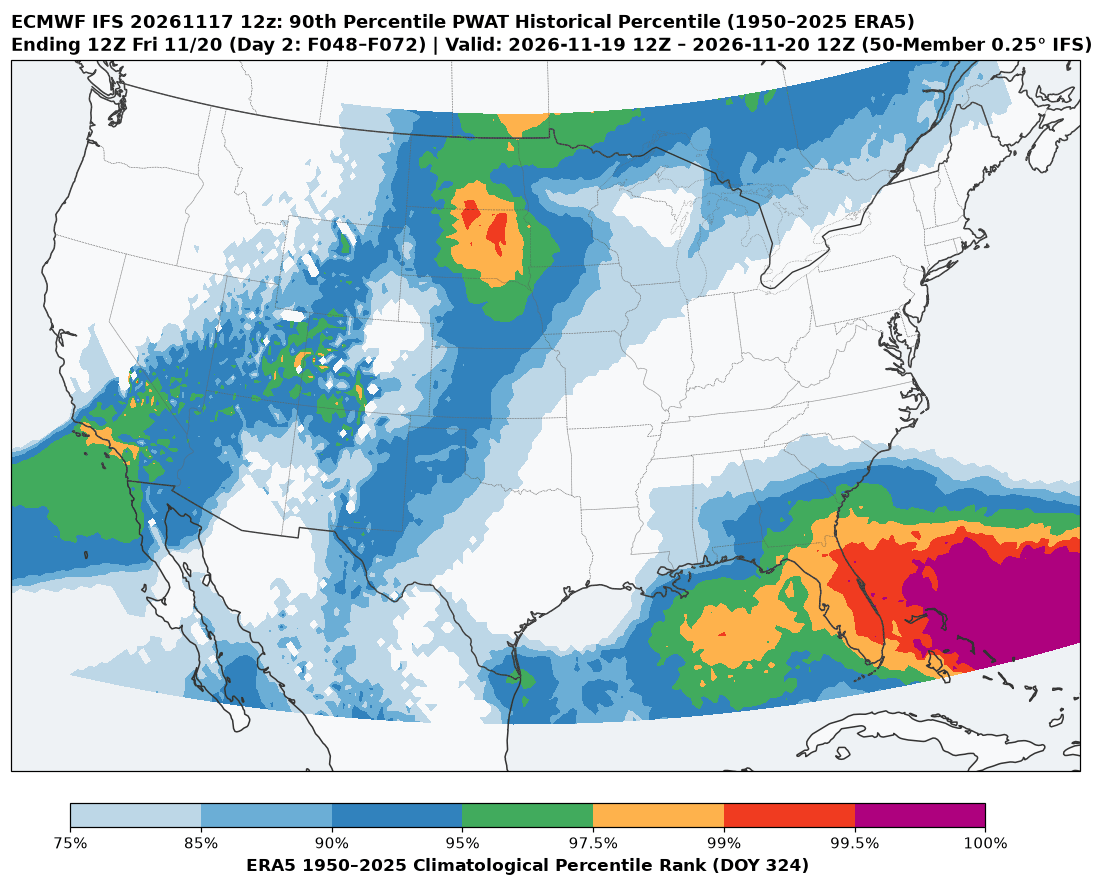 ECMWF IFS 20261117 12z: 90th Percentile PWAT Historical Percentile (1950–2025 ERA5)
Ending 12Z Fri 11/20 (Day 2: F048–F072) | Valid: 2026-11-19 12Z – 2026-11-20 12Z (50-Member 0.25° IFS)
75% 85% 90% 95% 97.5% 99% 99.5% 100%
ERA5 1950–2025 Climatological Percentile Rank (DOY 324)